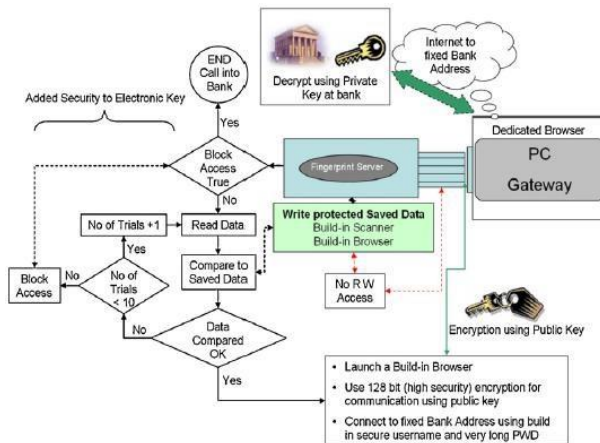 END
Call into
Bank
Decrypt using Private
Key at bank
Internet to
fixed Bank
Address
Added Security to Electronic Key
Yes
Dedicated Browser
Block
Access
True
Fingerprint Server
PC
Gateway
No
No of Trials +1
Read Data
Write protected Saved Data
Build-in Scanner
Build-in Browser
Yes
Block
Access
No
No of
Trials
< 10
Compare to
Saved Data
No R W
Access
No
Data
Compared
OK
Encryption using Public Key
Yes
• Launch a Build-in Browser
• Use 128 bit (high security) encryption for
communication using public key
• Connect to fixed Bank Address using build
in secure username and very long PWD